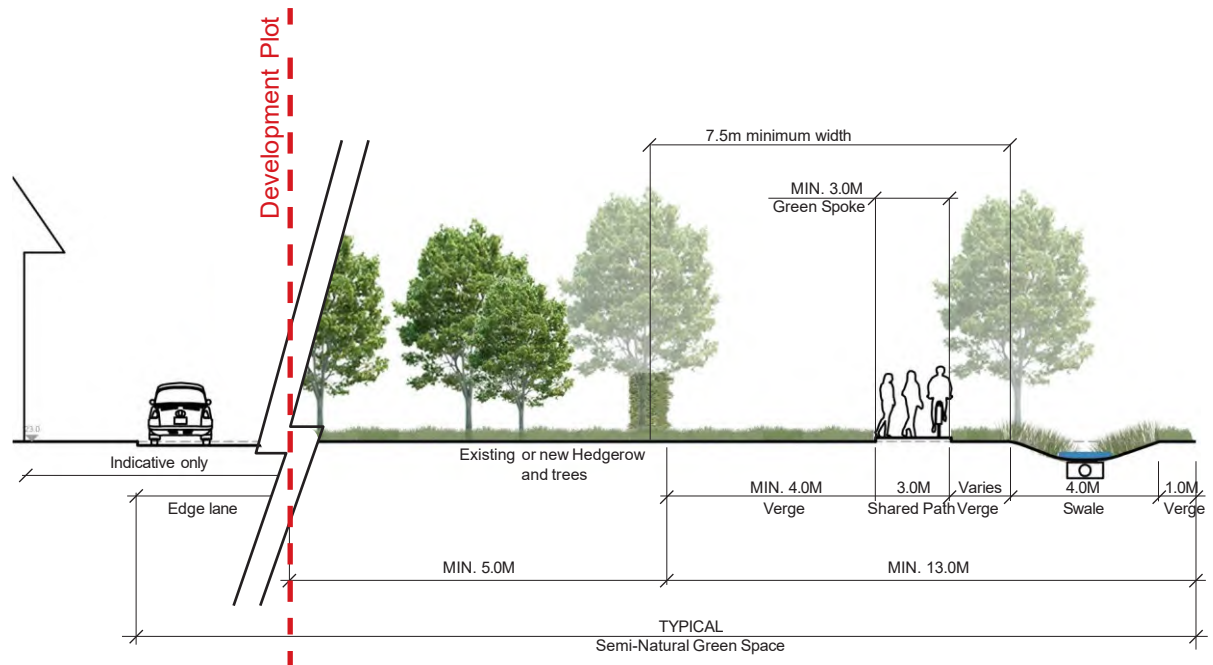 Development Plot
7.5m minimum width
MIN. 3.0M
Green Spoke
23.0
Indicative only
Existing or new Hedgerow
and trees
Edge lane
MIN. 4.0M
Verge
3.0M
Shared Path
Varies
Verge
4.0M
Swale
1.0M
Verge
MIN. 5.0M
MIN. 13.0M
TYPICAL
Semi-Natural Green Space